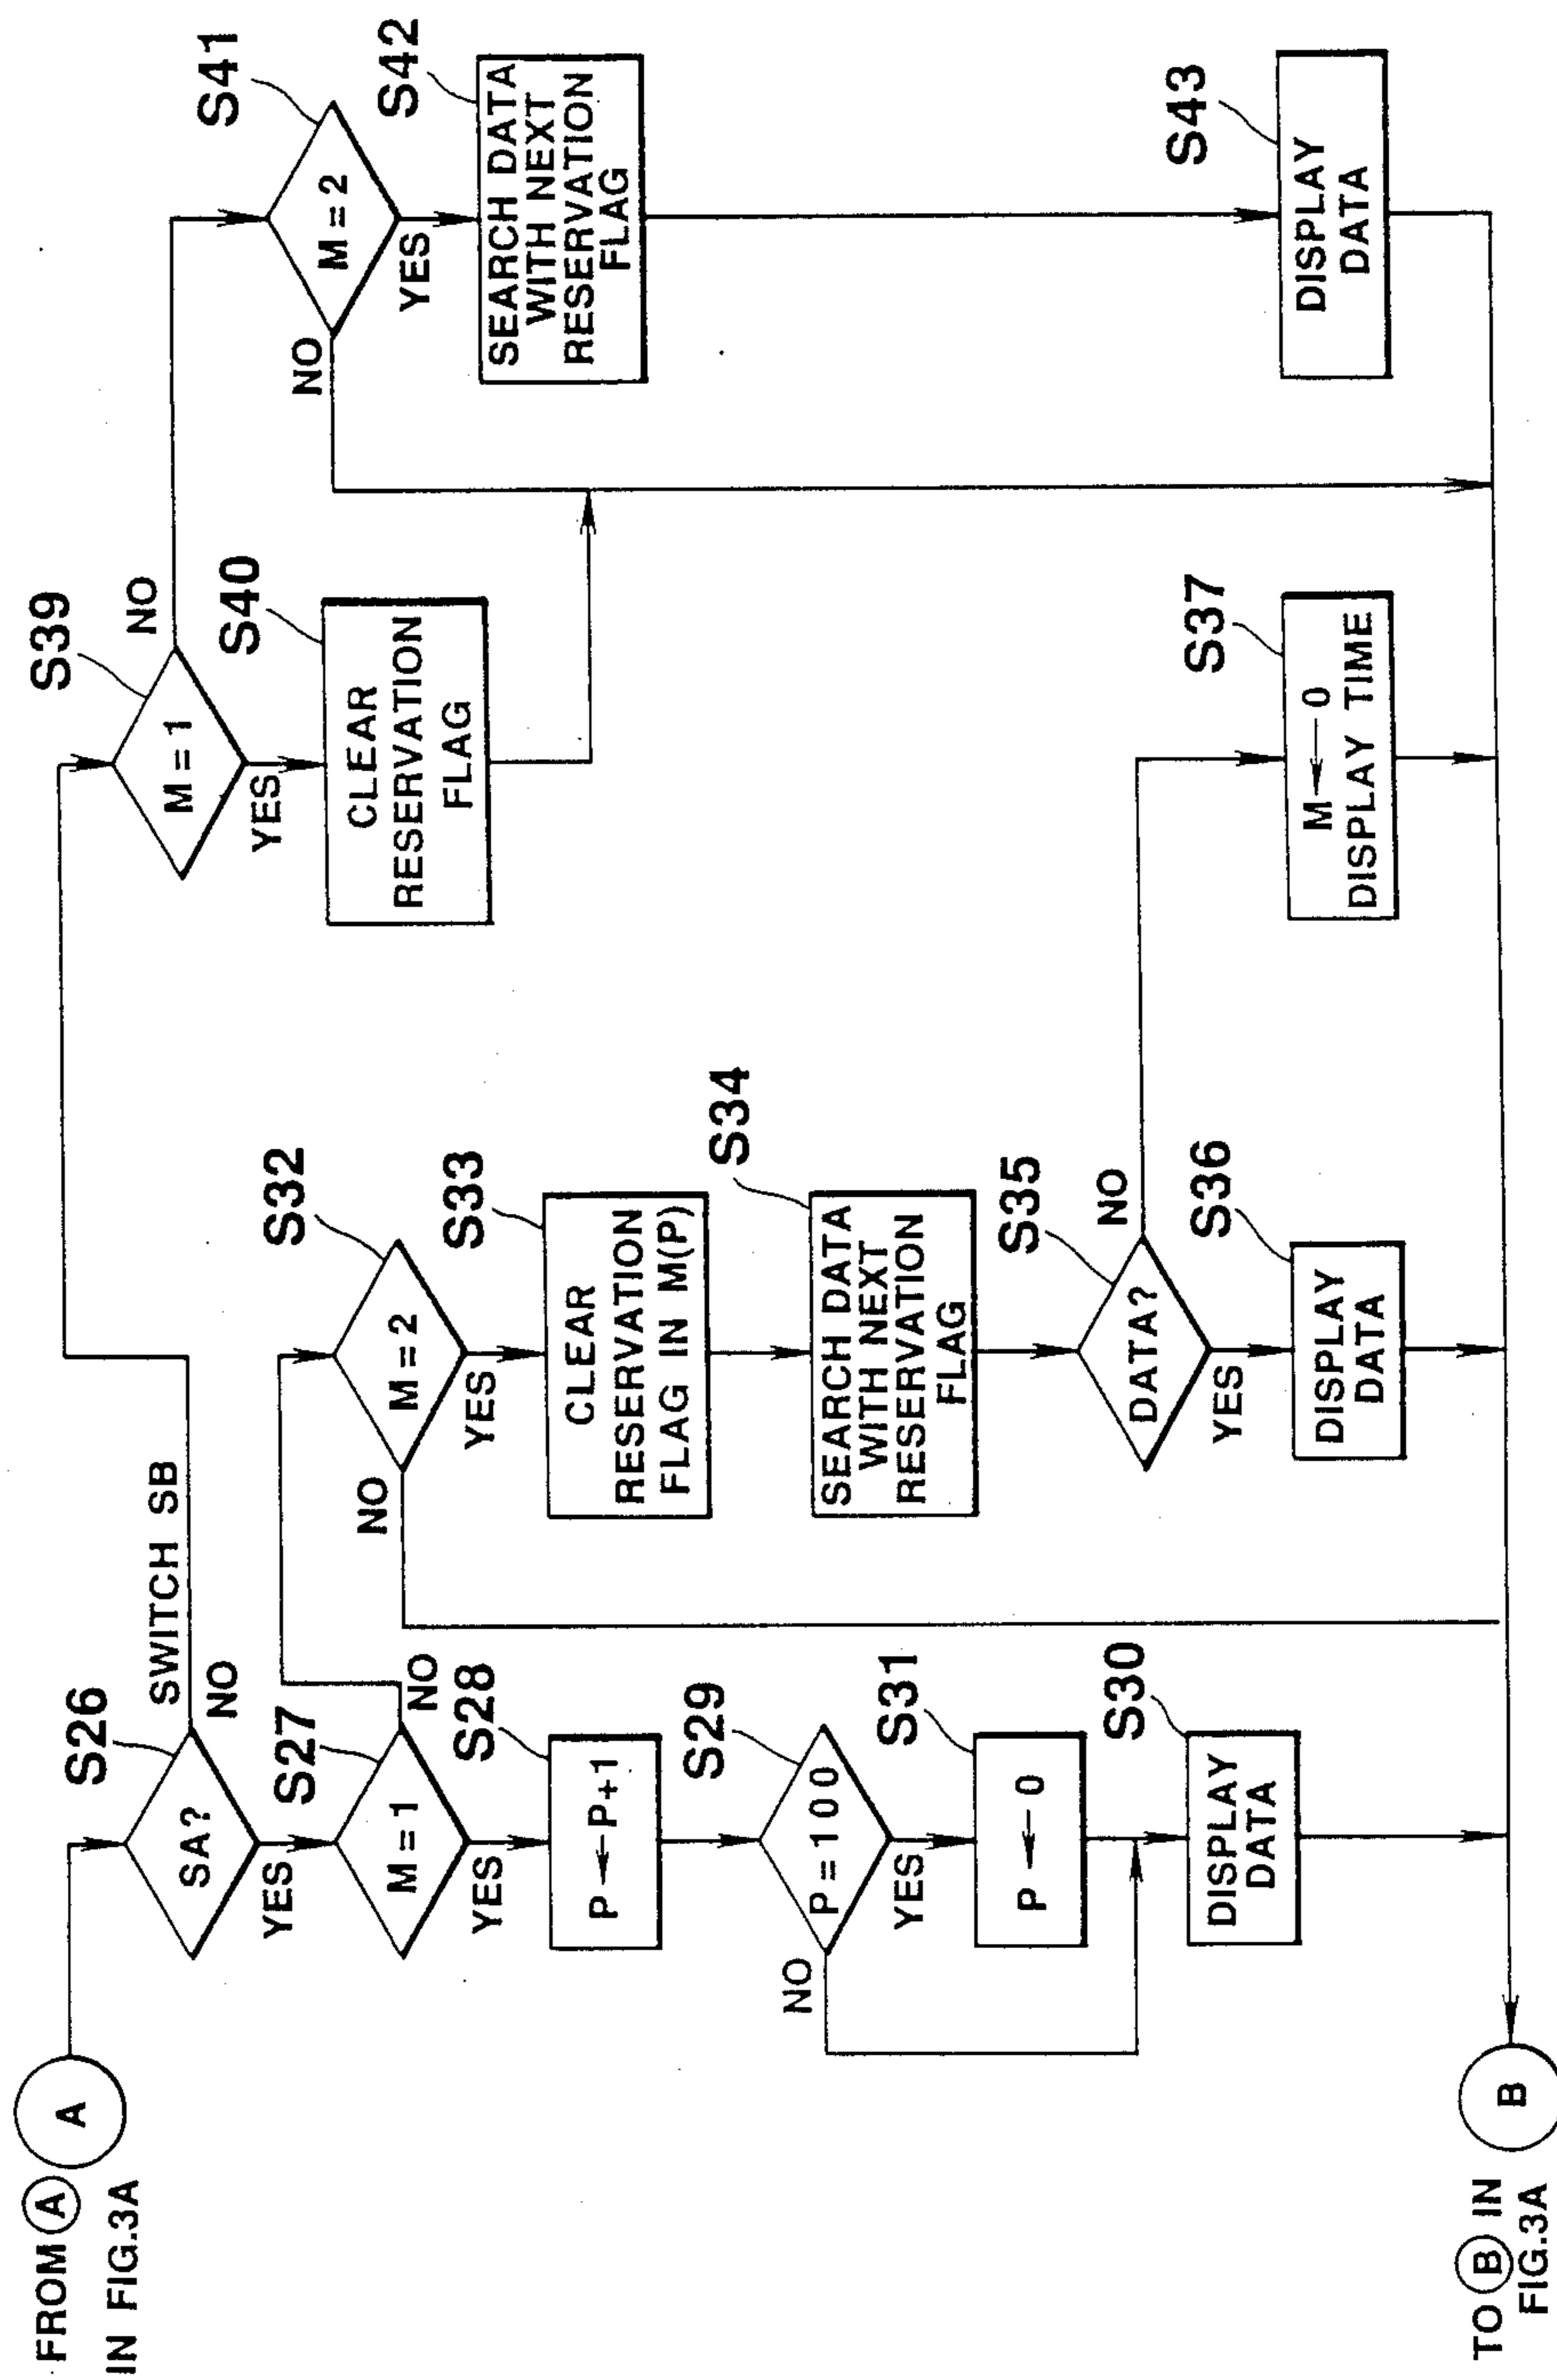 FROM A
IN FIG.3A
A
S26
SA?
YES
NO
SWITCH SB
S27
M=1
YES
NO
S28
P←P+1
S29
P=100
NO
YES
S31
P←0
S30
DISPLAY
DATA
S32
M=2
NO
YES
S33
CLEAR
RESERVATION
FLAG IN M(P)
S34
SEARCH DATA
WITH NEXT
RESERVATION
FLAG
S35
DATA?
NO
YES
S36
DISPLAY
DATA
S37
M←0
DISPLAY TIME
S39
M=1
NO
YES
S40
CLEAR
RESERVATION
FLAG
S41
M=2
NO
YES
S42
SEARCH DATA
WITH NEXT
RESERVATION
FLAG
S43
DISPLAY
DATA
TO B IN
FIG.3A
B